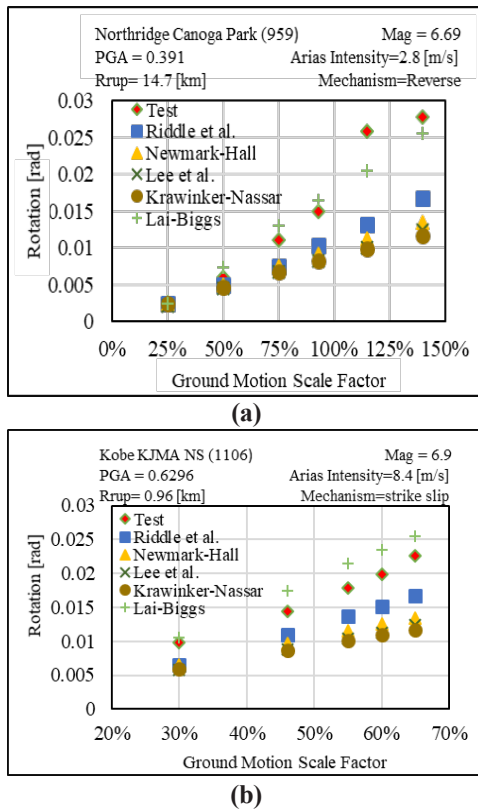 Northridge Canoga Park (959) Mag = 6.69
PGA = 0.391 Arias Intensity=2.8 [m/s]
Rrup= 14.7 [km] Mechanism=Reverse
0.03
0.025
0.02
0.015
0.01
0.005
0
Rotation [rad]
Test
Riddle et al.
Newmark-Hall
Lee et al.
Krawinker-Nassar
Lai-Biggs
0% 25% 50% 75% 100% 125% 150%
Ground Motion Scale Factor
(a)
Kobe KJMA NS (1106) Mag = 6.9
PGA = 0.6296 Arias Intensity=8.4 [m/s]
Rrup= 0.96 [km] Mechanism=strike slip
0.03
0.025
0.02
0.015
0.01
0.005
0
Rotation [rad]
Test
Riddle et al.
Newmark-Hall
Lee et al.
Krawinker-Nassar
Lai-Biggs
20% 30% 40% 50% 60% 70%
Ground Motion Scale Factor
(b)